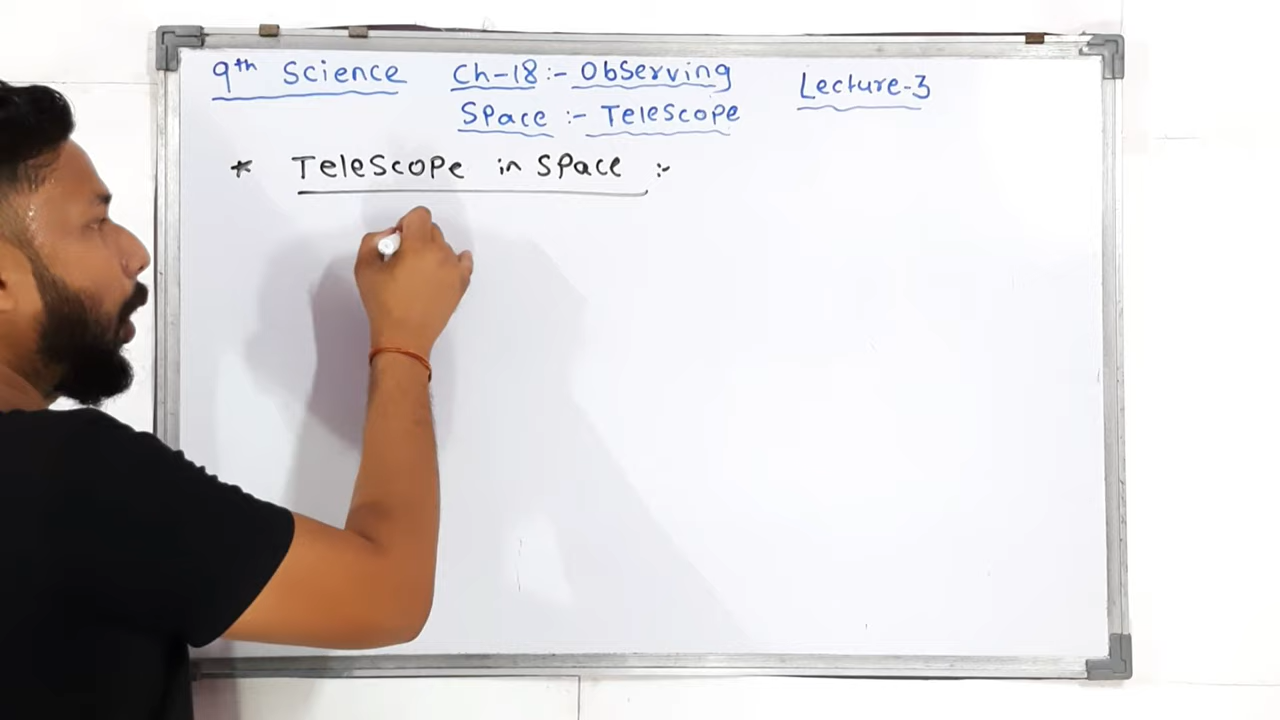 9th Science Ch-18:- Observing Lecture-3
Space :- Telescope
* Telescope in Space :-